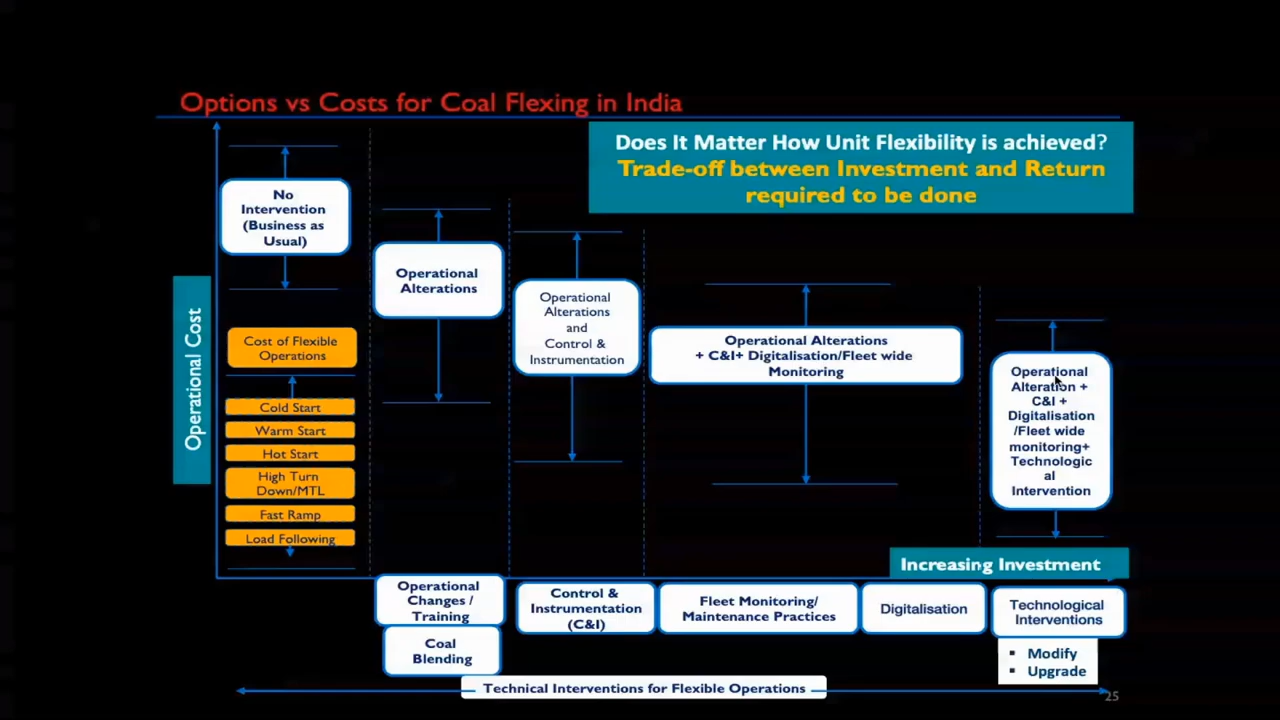 Options vs Costs for Coal Flexing in India
Does It Matter How Unit Flexibility is achieved?
Trade-off between Investment and Return
required to be done
Operational Cost
No
Intervention
(Business as
Usual)
Cost of Flexible
Operations
Cold Start
Warm Start
Hot Start
High Turn
Down/MTL
Fast Ramp
Load Following
Operational
Alterations
Operational
Alterations
and
Control &
Instrumentation
Operational Alterations
+ C&I+ Digitalisation/Fleet wide
Monitoring
Operational
Alteration +
C&I +
Digitalisation
/Fleet wide
monitoring+
Technologic
al
Intervention
Increasing Investment
Operational
Changes /
Training
Coal
Blending
Control &
Instrumentation
(C&I)
Fleet Monitoring/
Maintenance Practices
Digitalisation
Technological
Interventions
▪ Modify
▪ Upgrade
Technical Interventions for Flexible Operations
25